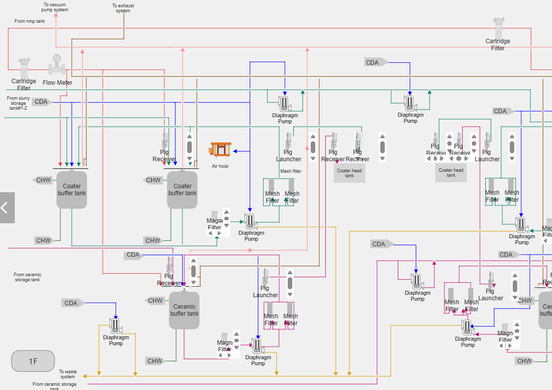 To vacuum
pump system
To exhaust
system
From nmp tank
Cartridge
Filter
Cartridge
Filter
Flow Meter
CDA
From slurry
storage
tank#1~2
CDA
CDA
Diaphragm
Pump
Diaphragm
Pump
Diaphragm
Pump
Pig
Receiver
Air hoist
Pig
Launcher
Pig
Receiver
Pig
Receiver
Pig
Receiver
Pig
Receiver
Pig
Launcher
Mesh filter
Coater head
tank
Coater head
tank
CHW
Coater
buffer tank
CHW
Coater
buffer tank
Mesh
Filter
Mesh
Filter
Mesh
Filter
Mesh
Filter
Magn
Filter
Diaphragm
Pump
Mag
Filter
CHW
CHW
CDA
CDA
CDA
From ceramic
storage tank
Pig
Receiver
Pig
Launcher
Diaphragm
Pump
Pig
Launcher
CDA
CHW
Ceramic
buffer tank
Mesh
Filter
Mesh
Filter
Mesh
Filter
Mesh
Filter
CHW
Diaphragm
Pump
Magn
Filter
Diaphragm
Pump
Diaphragm
Pump
Magn
Filter
1F
CHW
CHW
To waste
system
From ceramic storage
tank